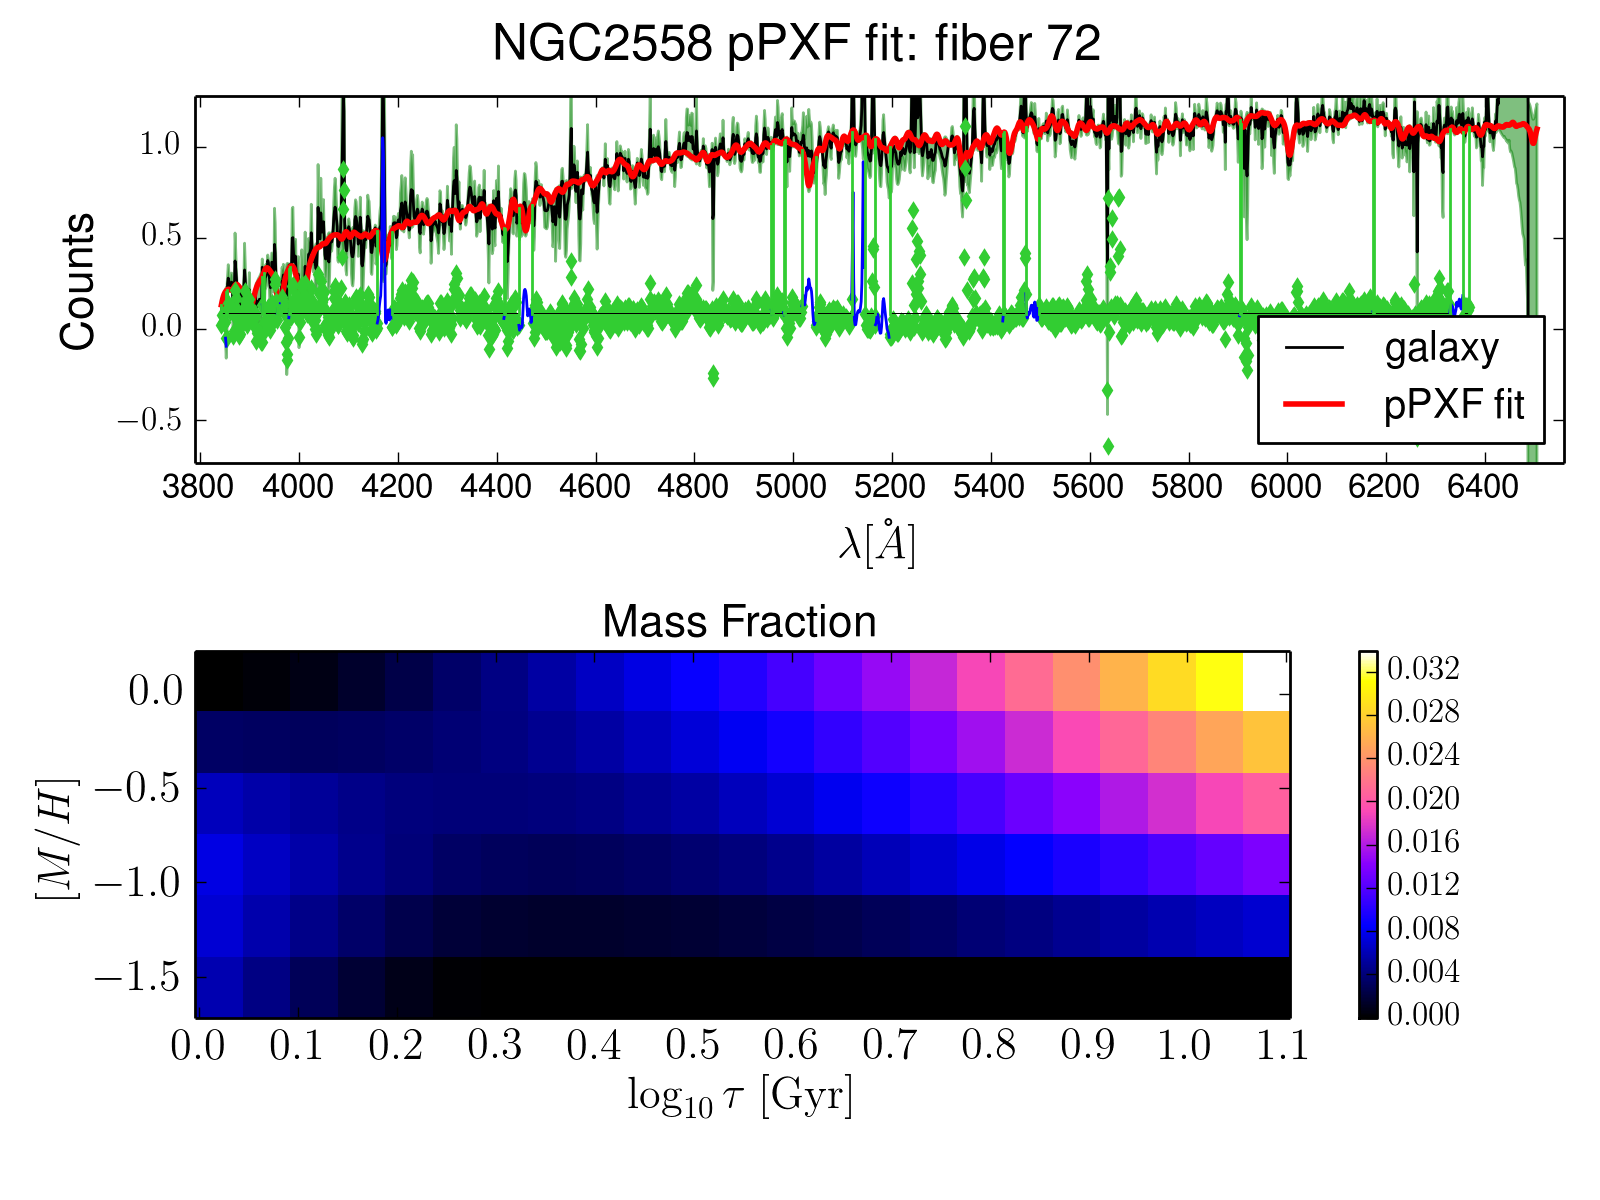 NGC2558 pPXF fit: fiber 72
1.0
0.5
0.0
−0.5
Counts
galaxy
pPXF fit
3800 4000 4200 4400 4600 4800 5000 5200 5400 5600 5800 6000 6200 6400
λ[Å]
Mass Fraction
0.0
−0.5
−1.0
−1.5
[M/H]
0.0 0.1 0.2 0.3 0.4 0.5 0.6 0.7 0.8 0.9 1.0 1.1
log₁₀ τ [Gyr]
0.032
0.028
0.024
0.020
0.016
0.012
0.008
0.004
0.000